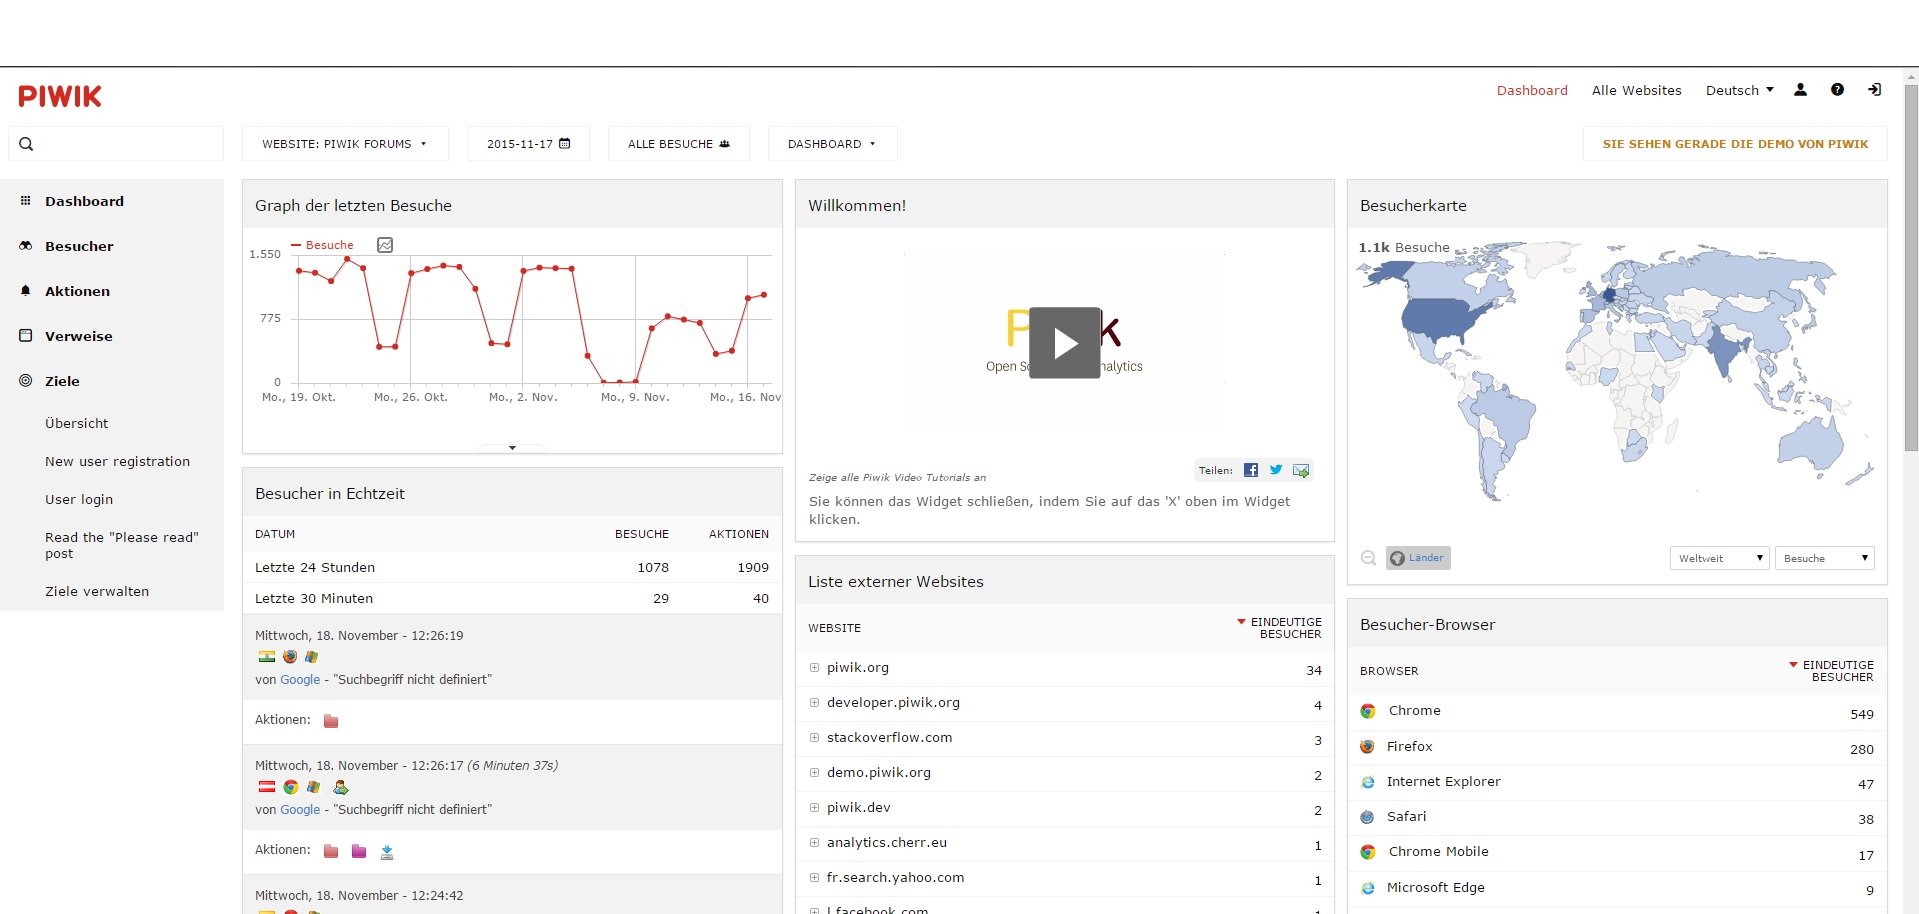 PIWIK
Dashboard
Alle Websites
Deutsch
WEBSITE: PIWIK FORUMS
2015-11-17
ALLE BESUCHE
DASHBOARD
SIE SEHEN GERADE DIE DEMO VON PIWIK
Dashboard
Besucher
Aktionen
Verweise
Ziele
Übersicht
New user registration
User login
Read the "Please read"
post
Ziele verwalten
Graph der letzten Besuche
Besuche
1.550
775
0
Mo., 19. Okt.
Mo., 26. Okt.
Mo., 2. Nov.
Mo., 9. Nov.
Mo., 16. Nov
Besucher in Echtzeit
DATUM BESUCHE AKTIONEN
Letzte 24 Stunden 1078 1909
Letzte 30 Minuten 29 40
Mittwoch, 18. November - 12:26:19
von Google - "Suchbegriff nicht definiert"
Aktionen:
Mittwoch, 18. November - 12:26:17 (6 Minuten 37s)
von Google - "Suchbegriff nicht definiert"
Aktionen:
Mittwoch, 18. November - 12:24:42
Willkommen!
P k
Open So nalytics
Zeige alle Piwik Video Tutorials an
Teilen:
Sie können das Widget schließen, indem Sie auf das 'X' oben im Widget
klicken.
Liste externer Websites
WEBSITE EINDEUTIGE
BESUCHER
piwik.org 34
developer.piwik.org 4
stackoverflow.com 3
demo.piwik.org 2
piwik.dev 2
analytics.cherr.eu 1
fr.search.yahoo.com 1
l.facebook.com 1
Besucherkarte
1.1k Besuche
Länder
Weltweit
Besuche
Besucher-Browser
BROWSER EINDEUTIGE
BESUCHER
Chrome 549
Firefox 280
Internet Explorer 47
Safari 38
Chrome Mobile 17
Microsoft Edge 9